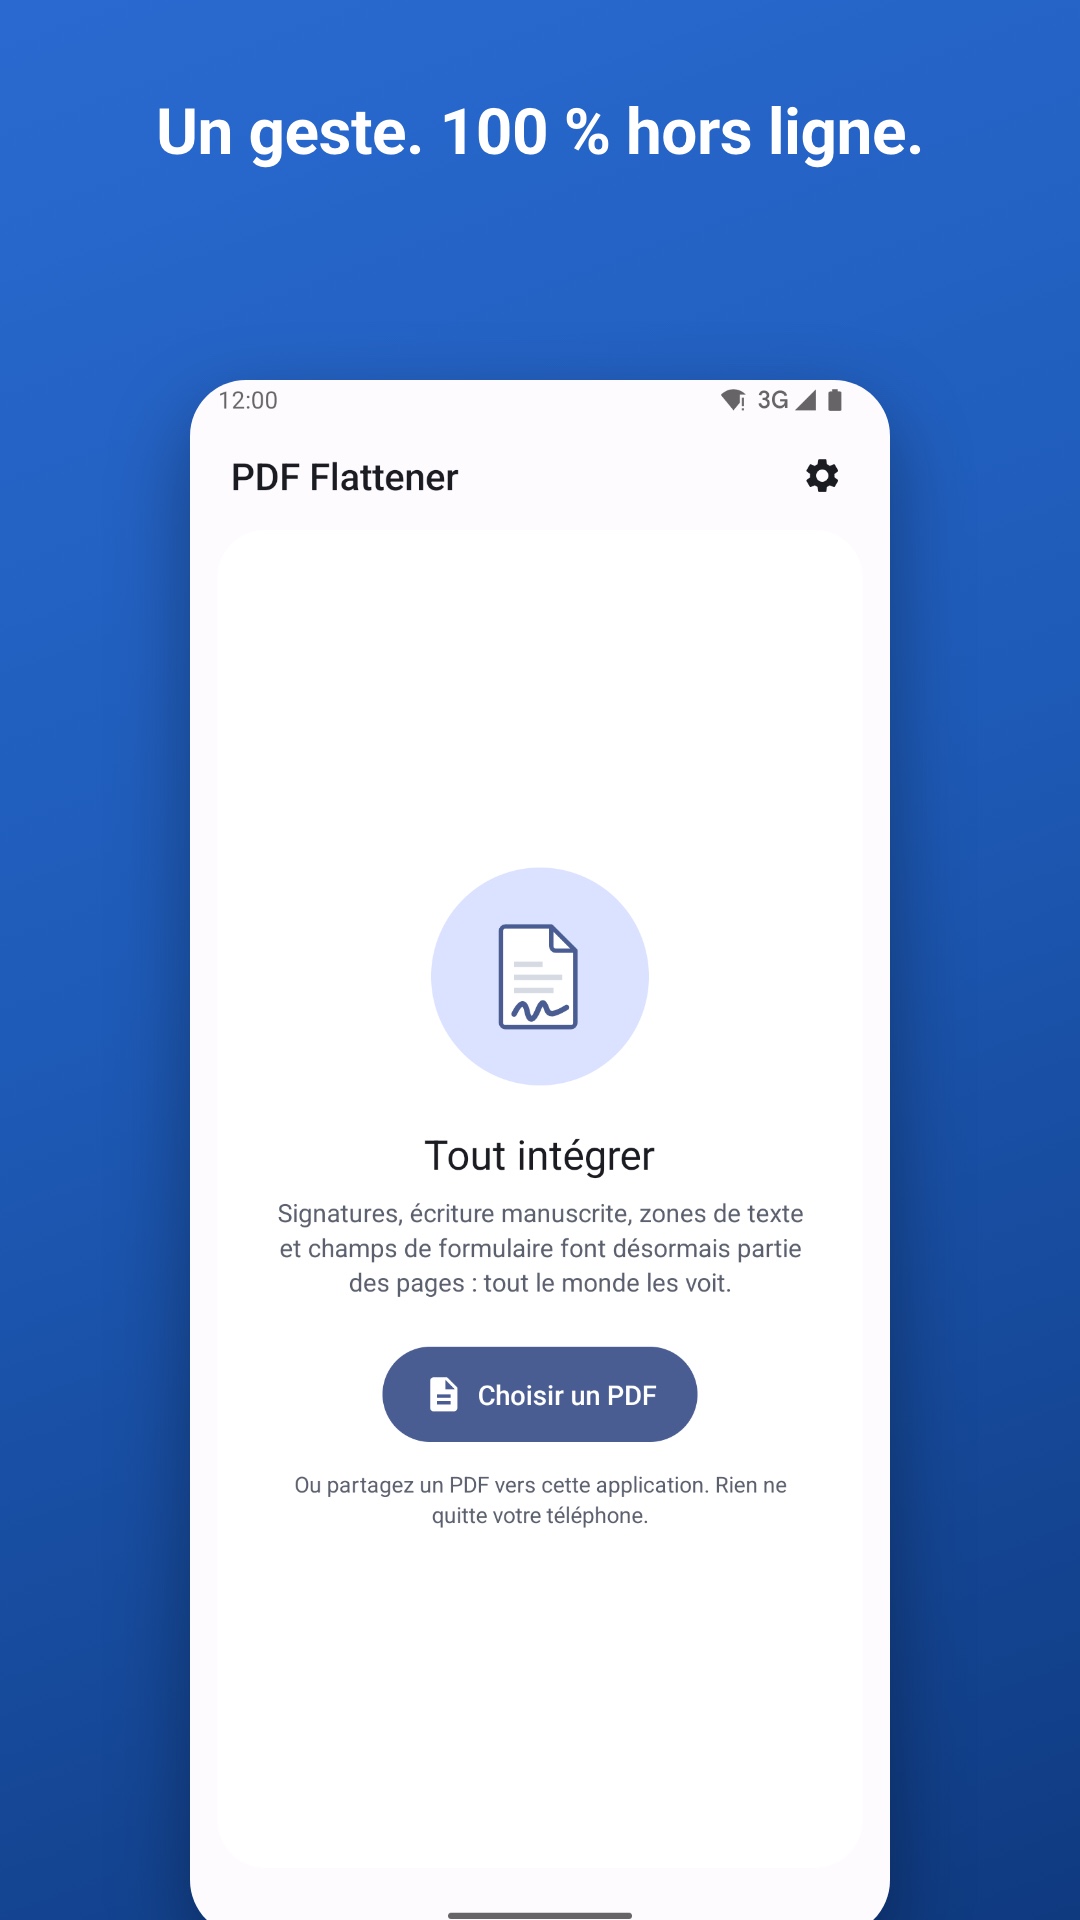 Un geste. 100 % hors ligne.
12:00
3G
PDF Flattener
Tout intégrer
Signatures, écriture manuscrite, zones de texte
et champs de formulaire font désormais partie
des pages : tout le monde les voit.
Choisir un PDF
Ou partagez un PDF vers cette application. Rien ne
quitte votre téléphone.